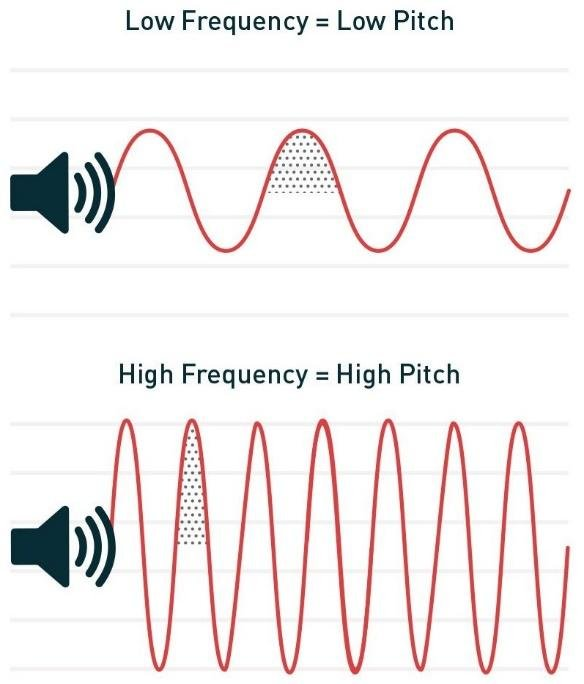 Low Frequency = Low Pitch
High Frequency = High Pitch